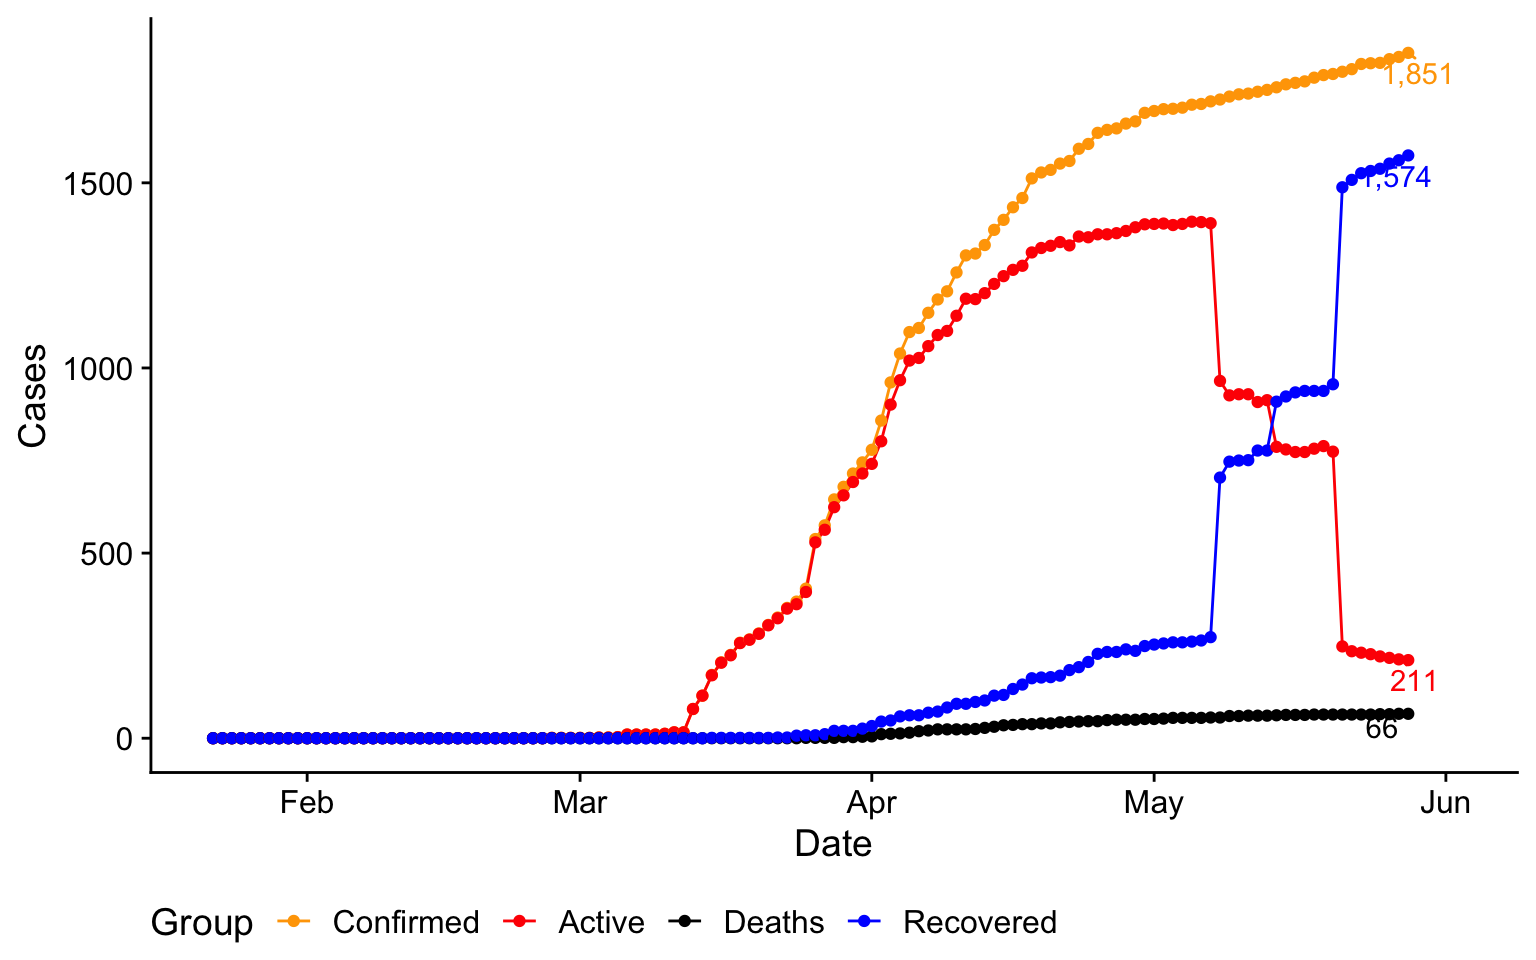 1,851
1500
1,574
1000
Cases
500
211
66
0
Feb Mar Apr May Jun
Date
Group Confirmed Active Deaths Recovered